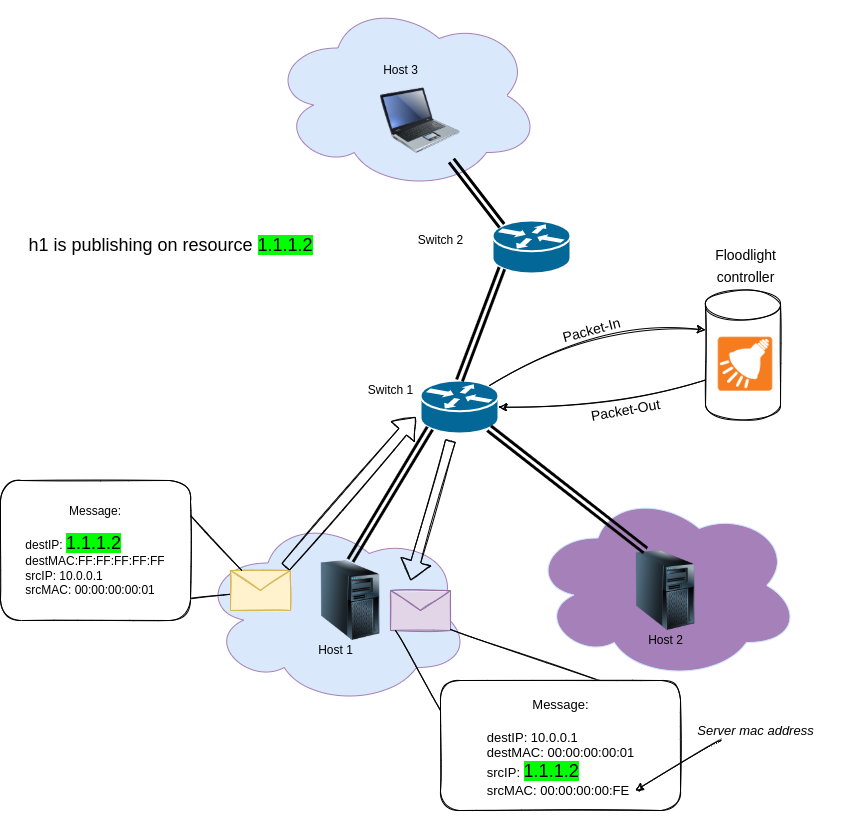 Host 3
Switch 2
h1 is publishing on resource 1.1.1.2
Floodlight
controller
Packet-In
Switch 1
Packet-Out
Message:
destIP: 1.1.1.2
destMAC:FF:FF:FF:FF:FF
srcIP: 10.0.0.1
srcMAC: 00:00:00:00:01
Host 1
Host 2
Message:
destIP: 10.0.0.1
destMAC: 00:00:00:00:01
srcIP: 1.1.1.2
srcMAC: 00:00:00:00:FE
Server mac address